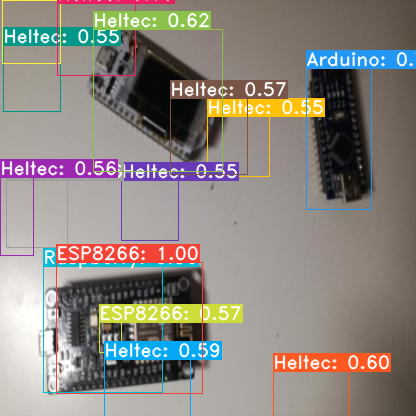 Heltec: 0.62
Heltec: 0.55
Arduino: 0.
Heltec: 0.57
Heltec: 0.55
Heltec: 0.56
Heltec: 0.55
ESP8266: 1.00
ESP8266: 0.57
Heltec: 0.59
Heltec: 0.60